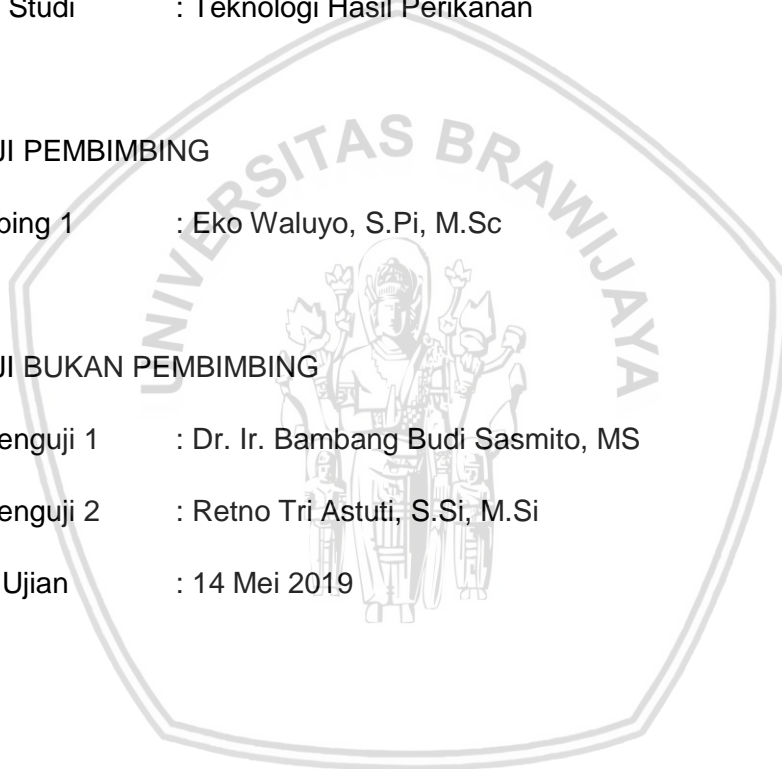 Studi : Teknologi Hasil Perikanan
UNIVERSITAS BRAWIJAYA
JI PEMBIMBING
bing 1 : Eko Waluyo, S.Pi, M.Sc
JI BUKAN PEMBIMBING
enguji 1 : Dr. Ir. Bambang Budi Sasmito, MS
enguji 2 : Retno Tri Astuti, S.Si, M.Si
Ujian : 14 Mei 2019